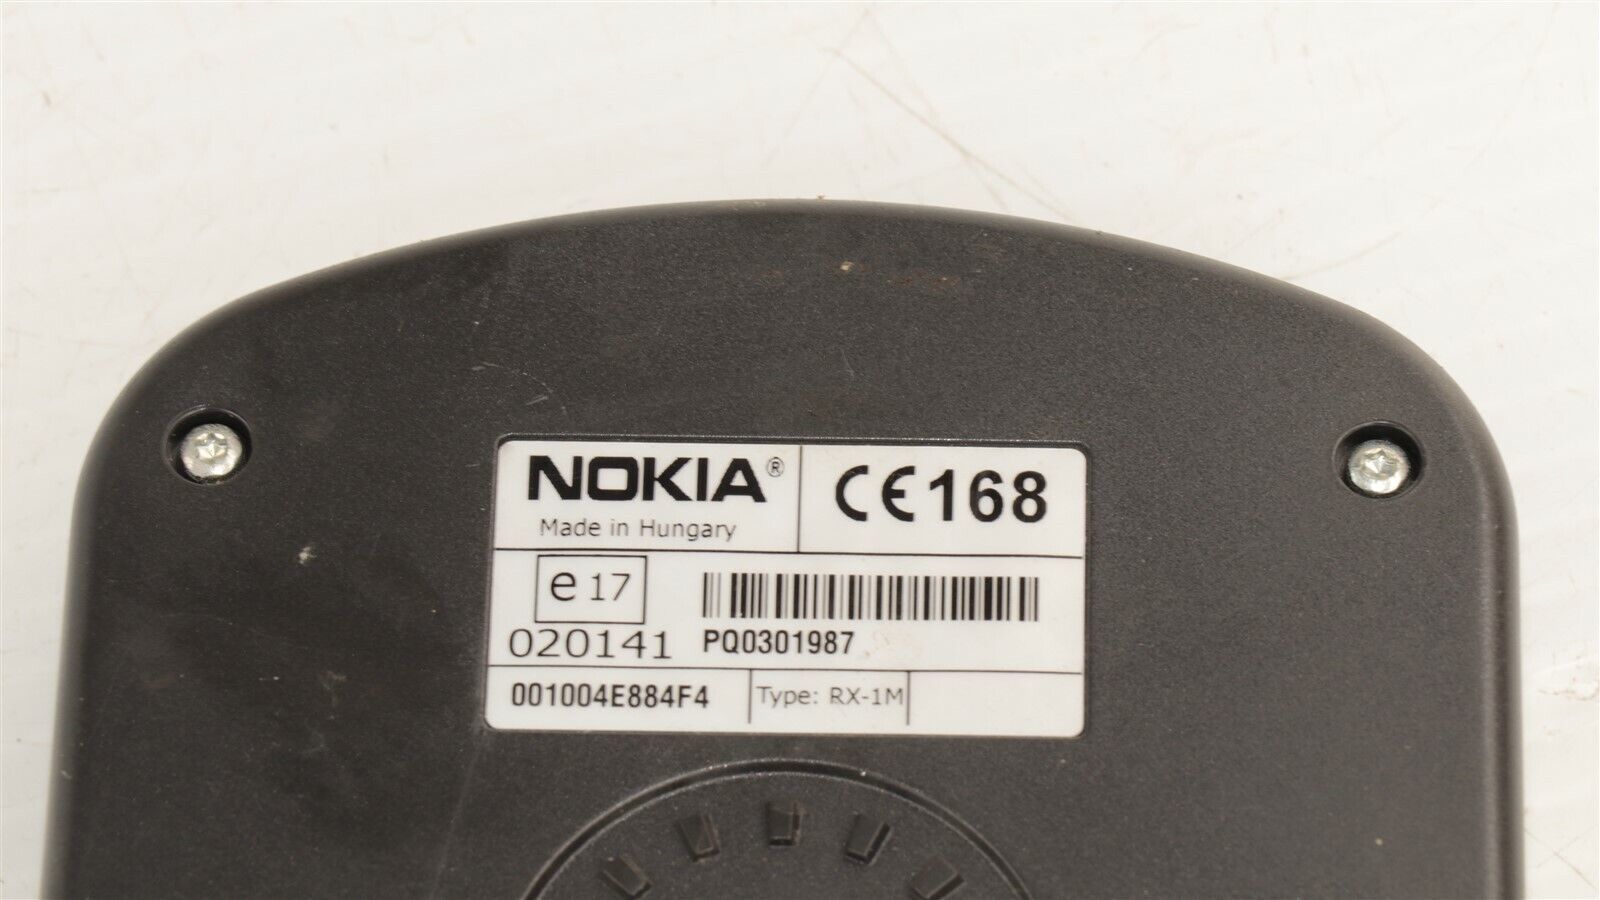 NOKIA®
Made in Hungary
CE168
e17
020141
PQ0301987
001004E884F4
Type: RX-1M